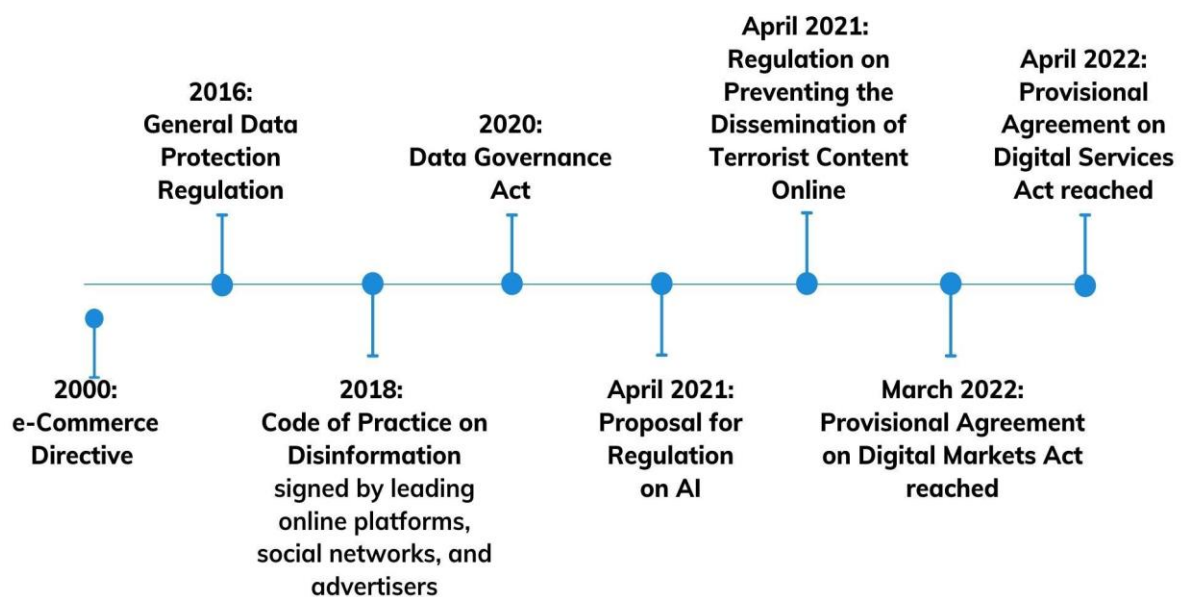 2000:
e-Commerce
Directive
2016:
General Data
Protection
Regulation
2018:
Code of Practice on
Disinformation
signed by leading
online platforms,
social networks, and
advertisers
2020:
Data Governance
Act
April 2021:
Proposal for
Regulation
on AI
April 2021:
Regulation on
Preventing the
Dissemination of
Terrorist Content
Online
March 2022:
Provisional Agreement
on Digital Markets Act
reached
April 2022:
Provisional
Agreement on
Digital Services
Act reached